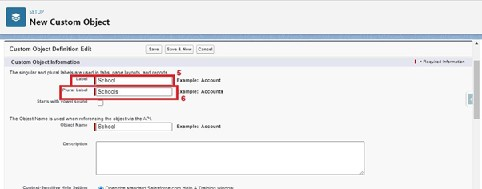 SETUP
New Custom Object
Custom Object Definition Edit
Save
Save & New
Cancel
Custom Object Information
= Required Information
The singular and plural labels are used in tabs, page layouts, and reports.
5
Label
School
Example: Account
Plural Label
Schools
Example: Accounts
6
Starts with vowel sound
The Object Name is used when referencing the object via the API.
Object Name
School
Example: Account
Description